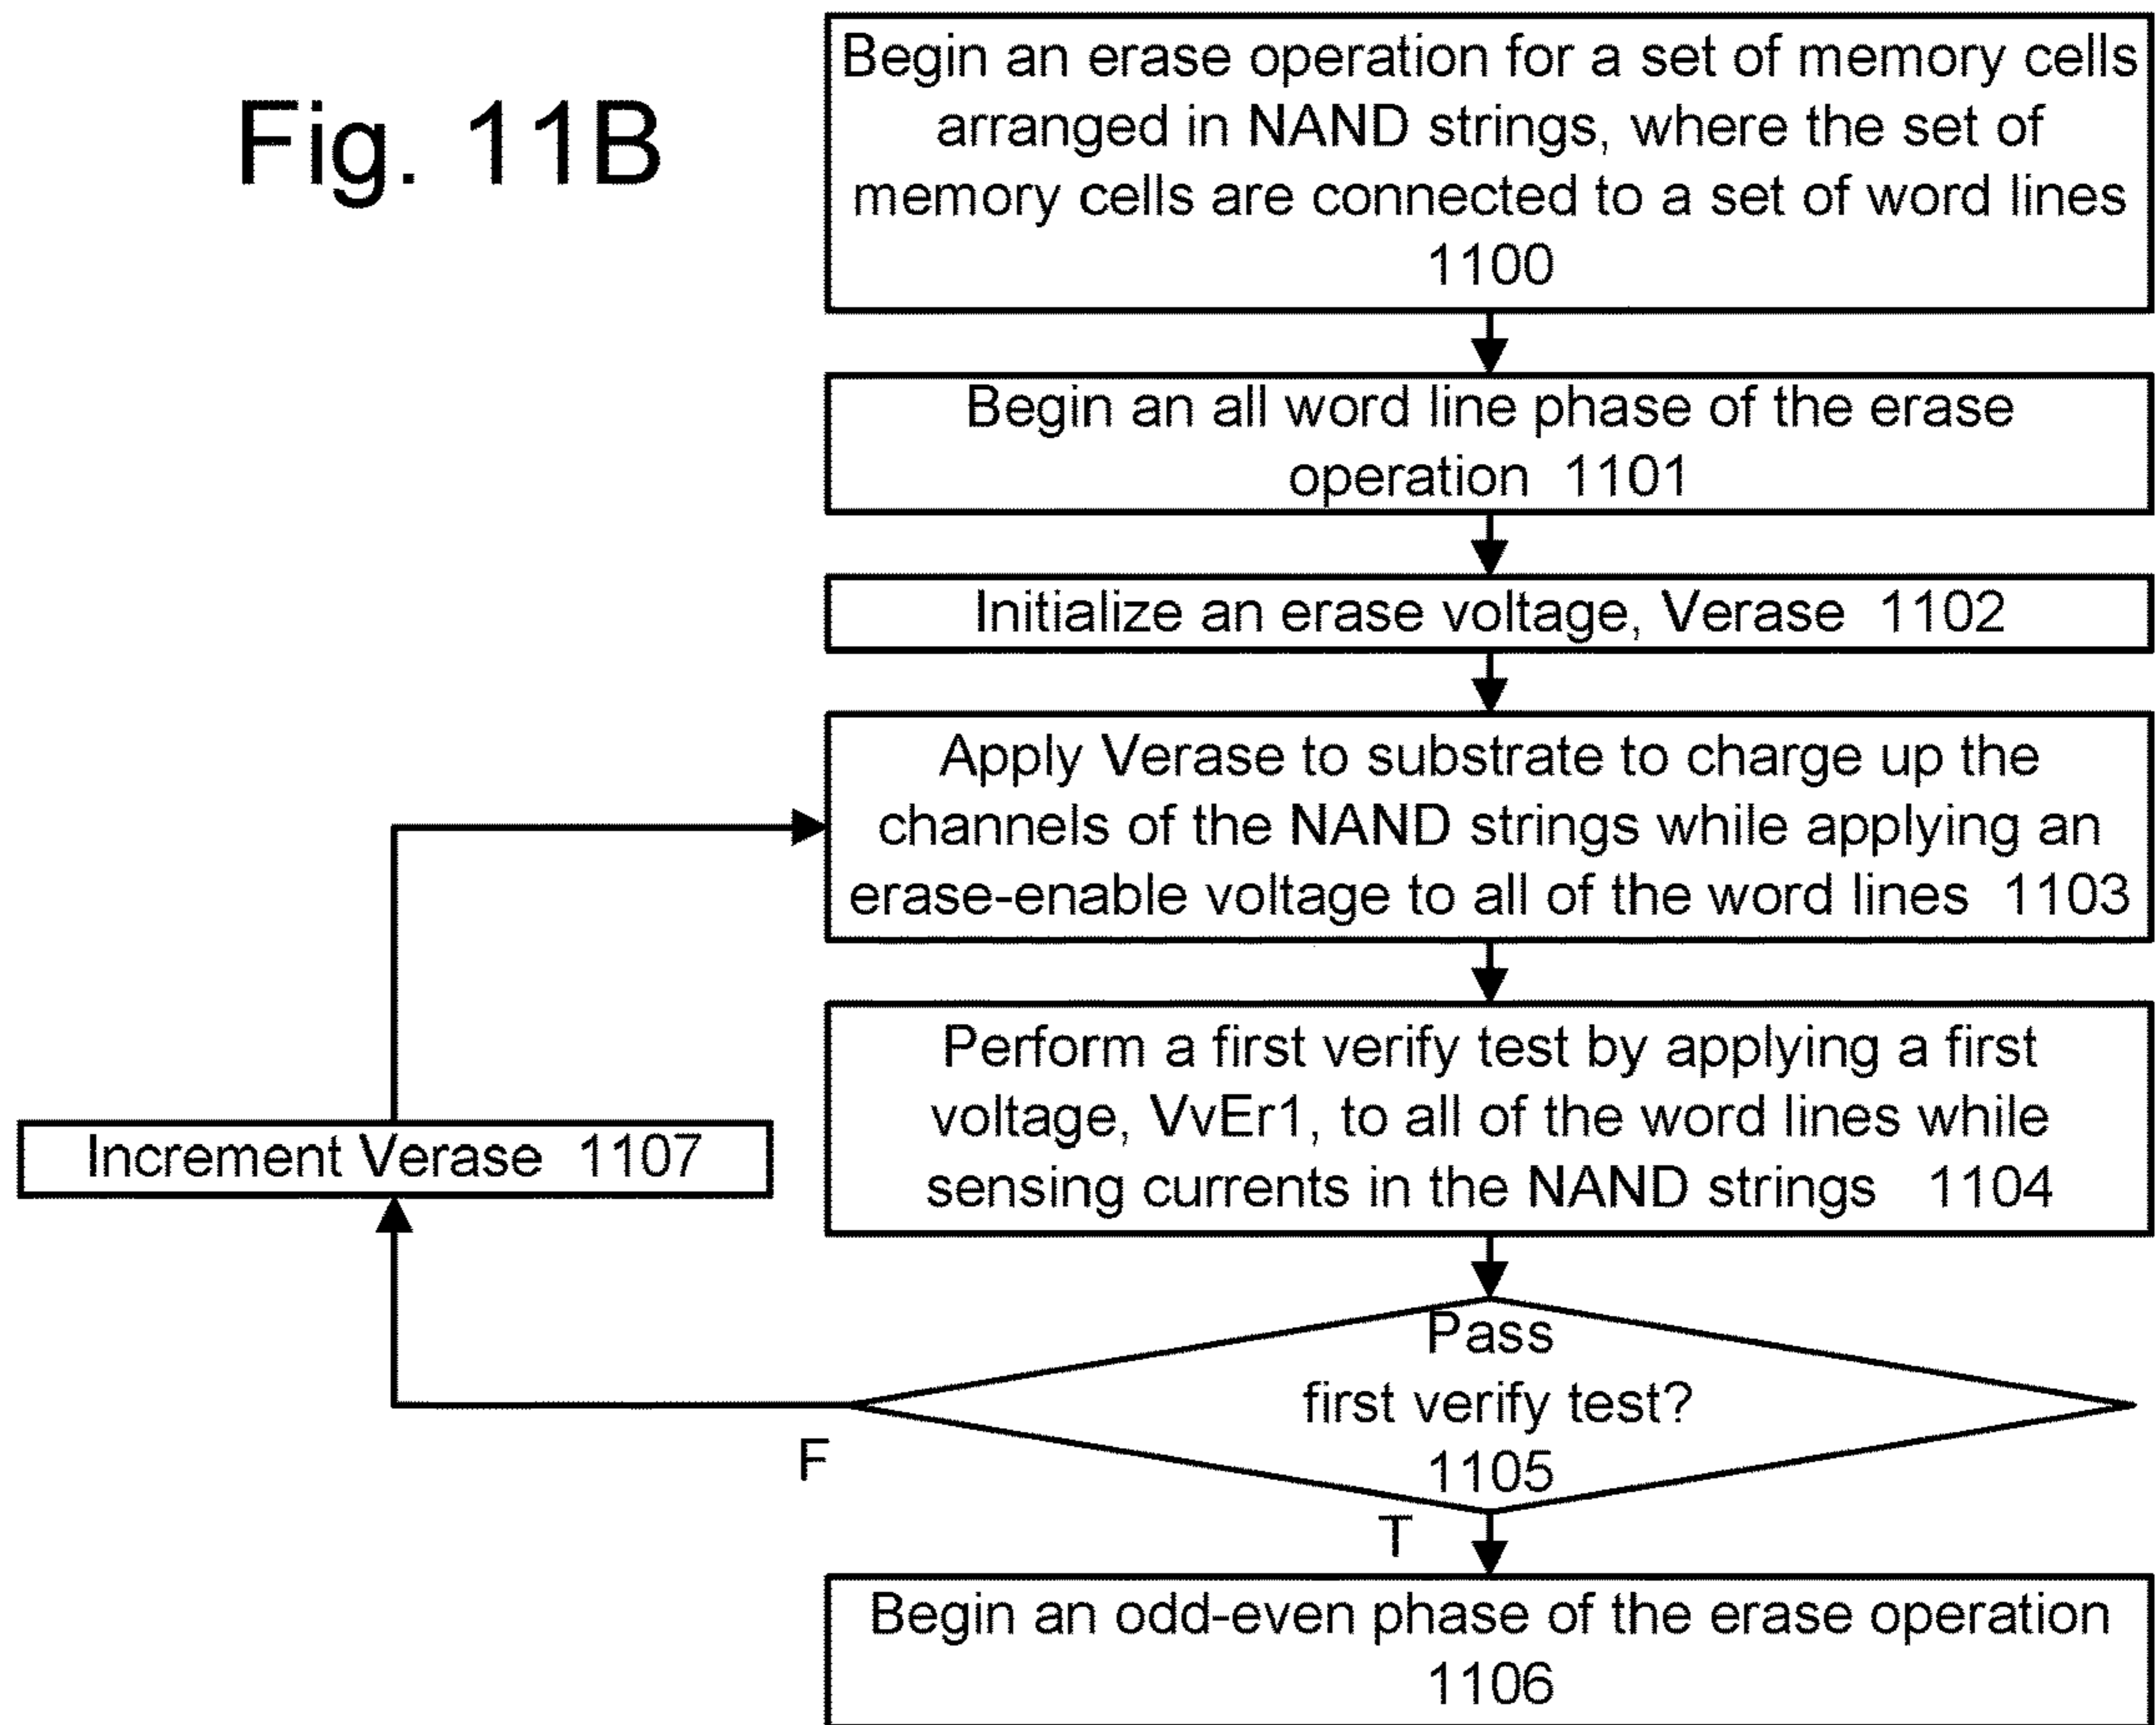 Fig. 11B
Begin an erase operation for a set of memory cells
arranged in NAND strings, where the set of
memory cells are connected to a set of word lines
1100
Begin an all word line phase of the erase
operation 1101
Initialize an erase voltage, Verase 1102
Apply Verase to substrate to charge up the
channels of the NAND strings while applying an
erase-enable voltage to all of the word lines 1103
Perform a first verify test by applying a first
voltage, VvEr1, to all of the word lines while
sensing currents in the NAND strings 1104
Increment Verase 1107
Pass
first verify test?
1105
F
T
Begin an odd-even phase of the erase operation
1106